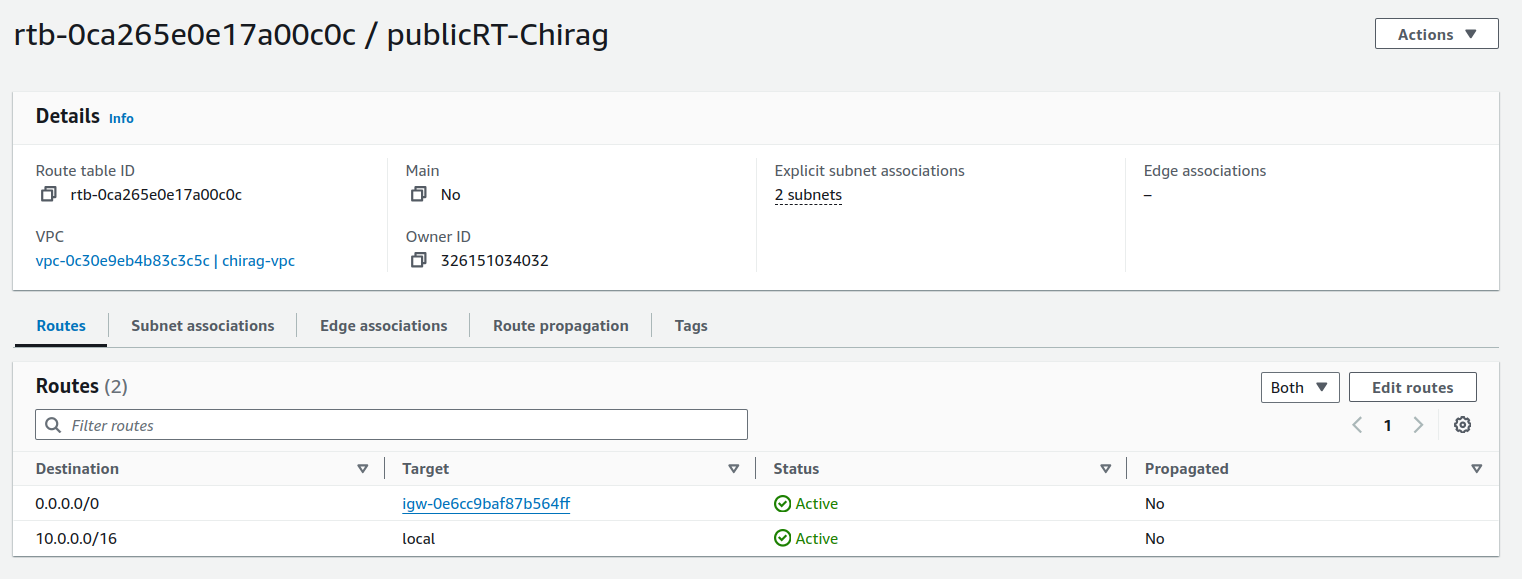 rtb-0ca265e0e17a00c0c / publicRT-Chirag
Actions
Details Info
Route table ID
rtb-0ca265e0e17a00c0c
Main
No
Explicit subnet associations
2 subnets
Edge associations
–
VPC
vpc-0c30e9eb4b83c3c5c | chirag-vpc
Owner ID
326151034032
Routes Subnet associations Edge associations Route propagation Tags
Routes (2)
Both Edit routes
Filter routes
1
Destination Target Status Propagated
0.0.0.0/0 igw-0e6cc9baf87b564ff Active No
10.0.0.0/16 local Active No